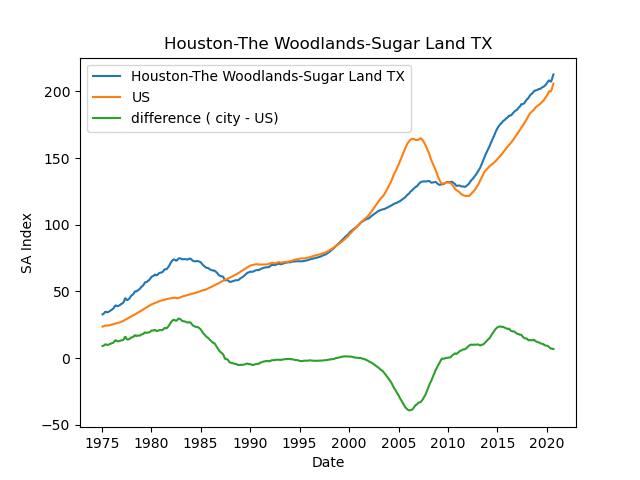 Houston-The Woodlands-Sugar Land TX
Houston-The Woodlands-Sugar Land TX
US
difference ( city - US)
SA Index
200
150
100
50
0
−50
1975 1980 1985 1990 1995 2000 2005 2010 2015 2020
Date